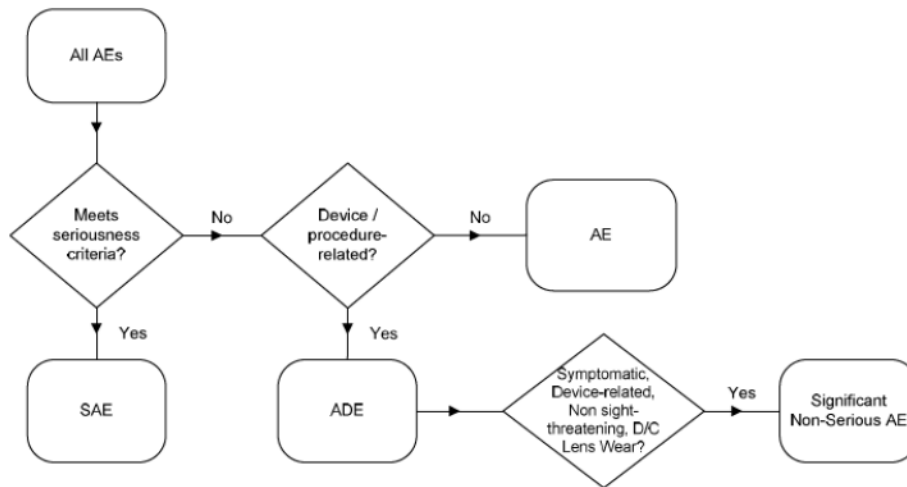 All AEs
Meets
seriousness
criteria?
No
Device /
procedure-
related?
No
AE
Yes
Yes
SAE
ADE
Symptomatic,
Device-related,
Non sight-
threatening, D/C
Lens Wear?
Yes
Significant
Non-Serious AE